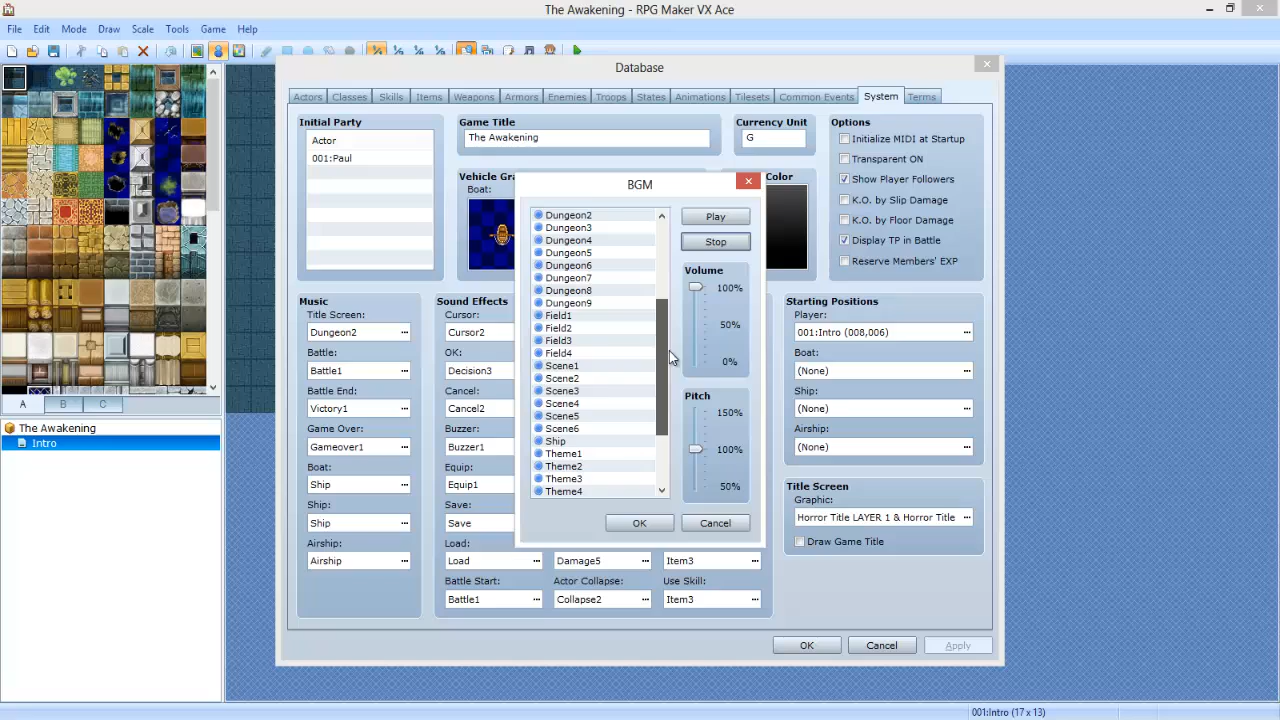 The Awakening - RPG Maker VX Ace
File Edit Mode Draw Scale Tools Game Help
Database
Actors Classes Skills Items Weapons Armors Enemies Troops States Animations Tilesets Common Events System Terms
Initial Party
Actor
001:Paul
Game Title
The Awakening
Currency Unit
G
Options
Initialize MIDI at Startup
Transparent ON
Show Player Followers
K.O. by Slip Damage
K.O. by Floor Damage
Display TP in Battle
Reserve Members' EXP
Vehicle Gra
Boat:
Color
BGM
Dungeon2
Dungeon3
Dungeon4
Dungeon5
Dungeon6
Dungeon7
Dungeon8
Dungeon9
Field1
Field2
Field3
Field4
Scene1
Scene2
Scene3
Scene4
Scene5
Scene6
Ship
Theme1
Theme2
Theme3
Theme4
Play
Stop
Volume
100%
50%
0%
Pitch
150%
100%
50%
OK Cancel
Music
Title Screen:
Dungeon2
Battle:
Battle1
Battle End:
Victory1
Game Over:
Gameover1
Boat:
Ship
Ship:
Ship
Airship:
Airship
Sound Effects
Cursor:
Cursor2
OK:
Decision3
Cancel:
Cancel2
Buzzer:
Buzzer1
Equip:
Equip1
Save:
Save
Load:
Load
Damage5
Item3
Battle Start:
Battle1
Actor Collapse:
Collapse2
Use Skill:
Item3
Starting Positions
Player:
001:Intro (008,006)
Boat:
(None)
Ship:
(None)
Airship:
(None)
Title Screen
Graphic:
Horror Title LAYER 1 & Horror Title
Draw Game Title
OK Cancel Apply
A B C
The Awakening
Intro
001:Intro (17 x 13)